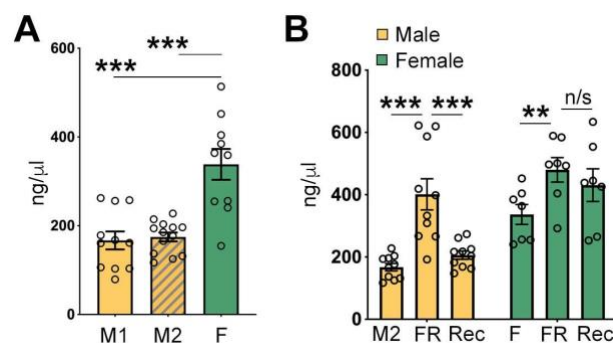 A
ng/µl
600
400
200
0
***
***
M1 M2 F
B
Male
Female
ng/µl
800
600
400
200
0
*** *** ** n/s
M2 FR Rec F FR Rec